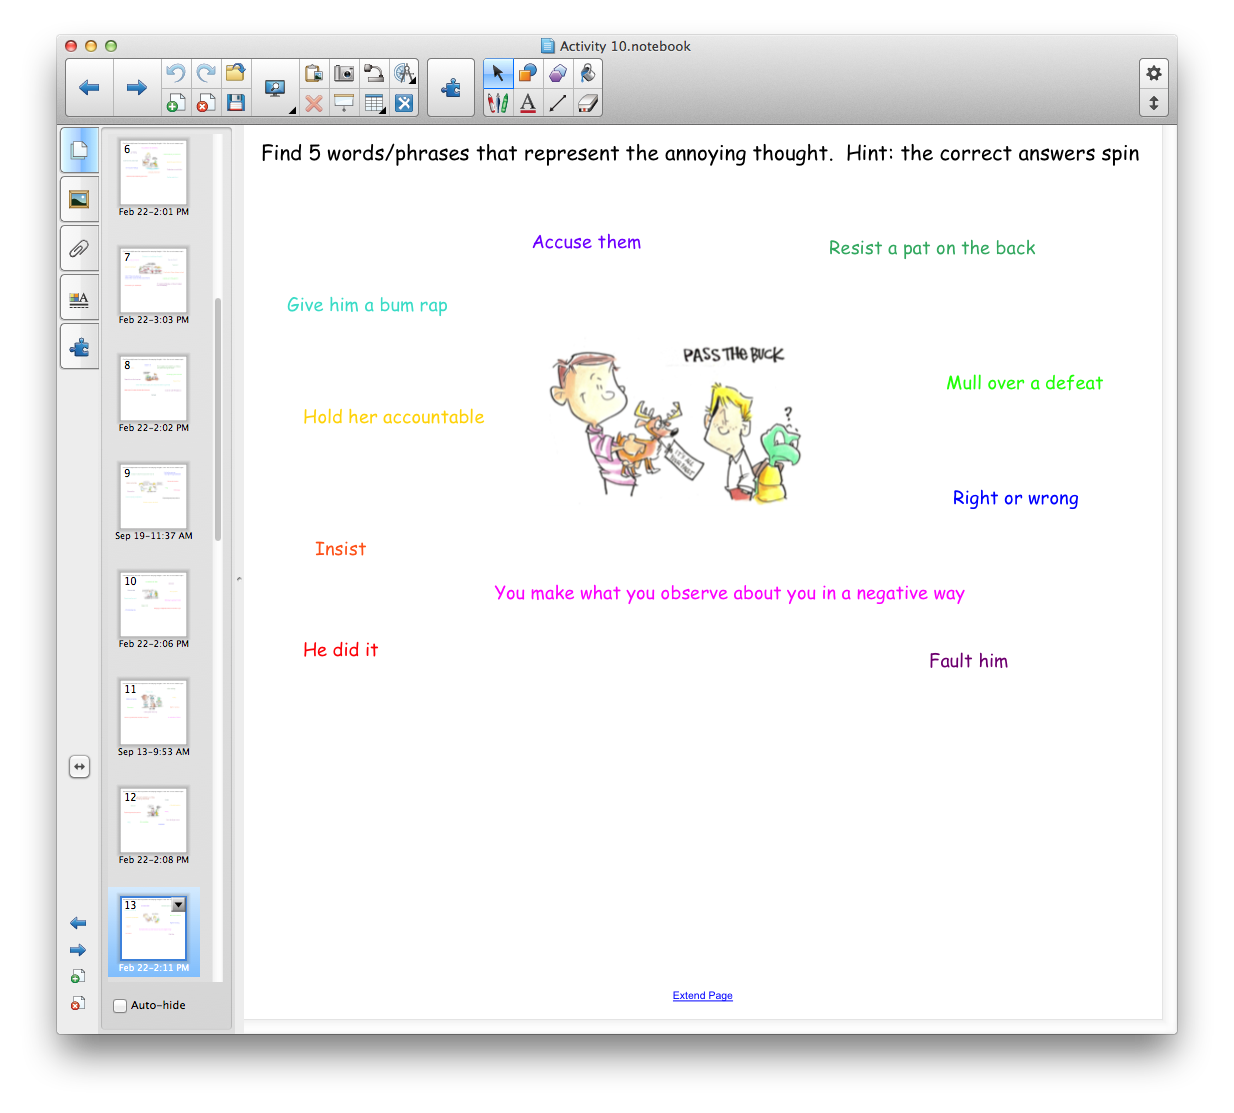 Activity 10.notebook
Find 5 words/phrases that represent the annoying thought.  Hint: the correct answers spin
Accuse them
Resist a pat on the back
Give him a bum rap
PASS THE BUCK
Mull over a defeat
Hold her accountable
?
IT'S ALL
YOUR FAULT
Right or wrong
Insist
You make what you observe about you in a negative way
He did it
Fault him
Extend Page
6
Feb 22-2:01 PM
7
Feb 22-3:03 PM
8
Feb 22-2:02 PM
9
Sep 19-11:37 AM
10
Feb 22-2:06 PM
11
Sep 13-9:53 AM
12
Feb 22-2:08 PM
13
Feb 22-2:11 PM
Auto-hide